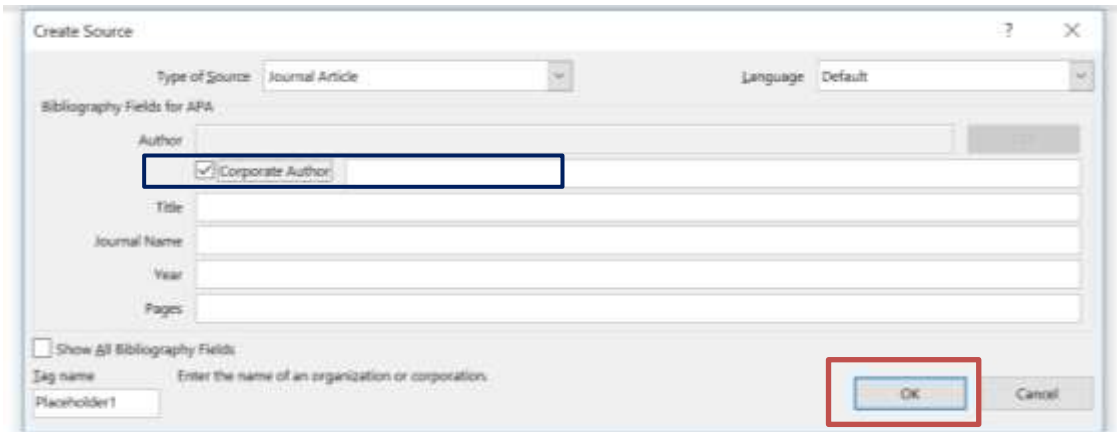 Create Source ? ×
Type of Source Journal Article Language Default
Bibliography Fields for APA
Author
Corporate Author
Title
Journal Name
Year
Pages
Show All Bibliography Fields
Tag name Enter the name of an organization or corporation.
Placeholder1 OK Cancel